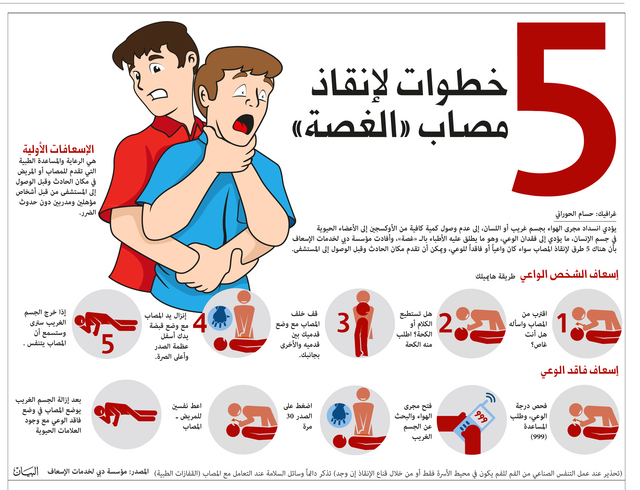 5
خطوات لإنقاذ
مصاب «الغصة»
الإسعافات الأولية
هي الرعاية والمساعدة الطبية
التي تقدم للمصاب أو المريض
في مكان الحادث وقبل الوصول
إلى المستشفى من قبل أشخاص
مؤهلين ومدربين دون حدوث
الضرر.
غرافيك: حسام الحوراني
يؤدي انسداد مجرى الهواء بجسم غريب أو اللسان، إلى عدم وصول كمية كافية من الأوكسجين إلى الأعضاء الحيوية
في جسم الإنسان، ما يؤدي إلى فقدان الوعي، وهو ما يطلق عليه الأطباء بالـ «غصة»، وأفادت مؤسسة دبي لخدمات الإسعاف
بأن هناك 5 طرق لإنقاذ المصاب سواء كان واعياً أو فاقداً للوعي، ويمكن أن تقدم مكان الحادث وقبل الوصول إلى المستشفى.
إسعاف الشخص الواعي طريقة هايمليك
1
اقترب من
المصاب واسأله
هل أنت
غاص؟
2
هل تستطيع
الكلام أو
الكحة؟ اطلب
منه الكحة
3
قف خلف
المصاب مع وضع
قدميك بين
قدميه والأخرى
بجانبك.
4
إنزال يد المصاب
مع وضع قبضة
يدك أسفل
عظمة الصدر
وأعلى الصرة.
5
إذا خرج الجسم
الغريب سترى
وستسمع أن
المصاب يتنفس .
إسعاف فاقد الوعي
فحص درجة
الوعي، وطلب
المساعدة
(999)
999
فتح مجرى
الهواء والبحث
عن الجسم
الغريب
اضغط على
الصدر 30
مرة
اعط نفسين
للمريض ـ
المصاب
بعد إزالة الجسم الغريب
يوضع المصاب في وضع
فاقد الوعي مع وجود
العلامات الحيوية
(تحذير عند عمل التنفس الصناعي من الفم للفم يكون في محيط الأسرة فقط أو من خلال قناع الإنقاذ إن وجد) تذكر دائماً وسائل السلامة عند التعامل مع المصاب (القفازات الطبية)
المصدر: مؤسسة دبي لخدمات الإسعاف
البيان